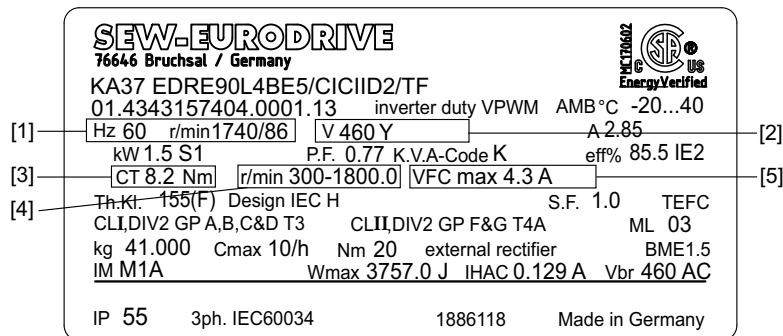 SEW-EURODRIVE
76646 Bruchsal / Germany
MC170602
C US
EnergyVerified
KA37 EDRE90L4BE5/CICIID2/TF
01.4343157404.0001.13 inverter duty VPWM AMB°C -20...40
[1] Hz 60 r/min1740/86 V 460 Y A 2.85 [2]
kW 1.5 S1 P.F. 0.77 K.V.A-Code K eff% 85.5 IE2
[3] CT 8.2 Nm r/min 300-1800.0 VFC max 4.3 A [5]
[4] Th.Kl. 155(F) Design IEC H S.F. 1.0 TEFC
CLI,DIV2 GP A,B,C&D T3 CLII,DIV2 GP F&G T4A ML 03
kg 41.000 Cmax 10/h Nm 20 external rectifier BME1.5
IM M1A Wmax 3757.0 J IHAC 0.129 A Vbr 460 AC
IP 55 3ph. IEC60034 1886118 Made in Germany